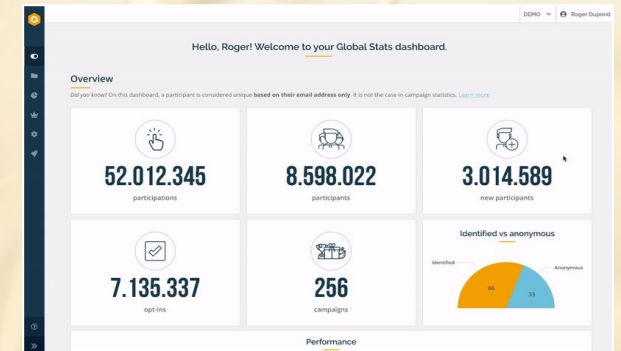 DEMO
Roger Dupond
Hello, Roger! Welcome to your Global Stats dashboard.
Overview
Did you know? On this dashboard, a participant is considered unique based on their email address only. It is not the case in campaign statistics. Learn more
52.012.345
participations
8.598.022
participants
3.014.589
new participants
7.135.337
opt-ins
256
campaigns
Identified vs anonymous
Identified
Anonymous
66
33
Performance